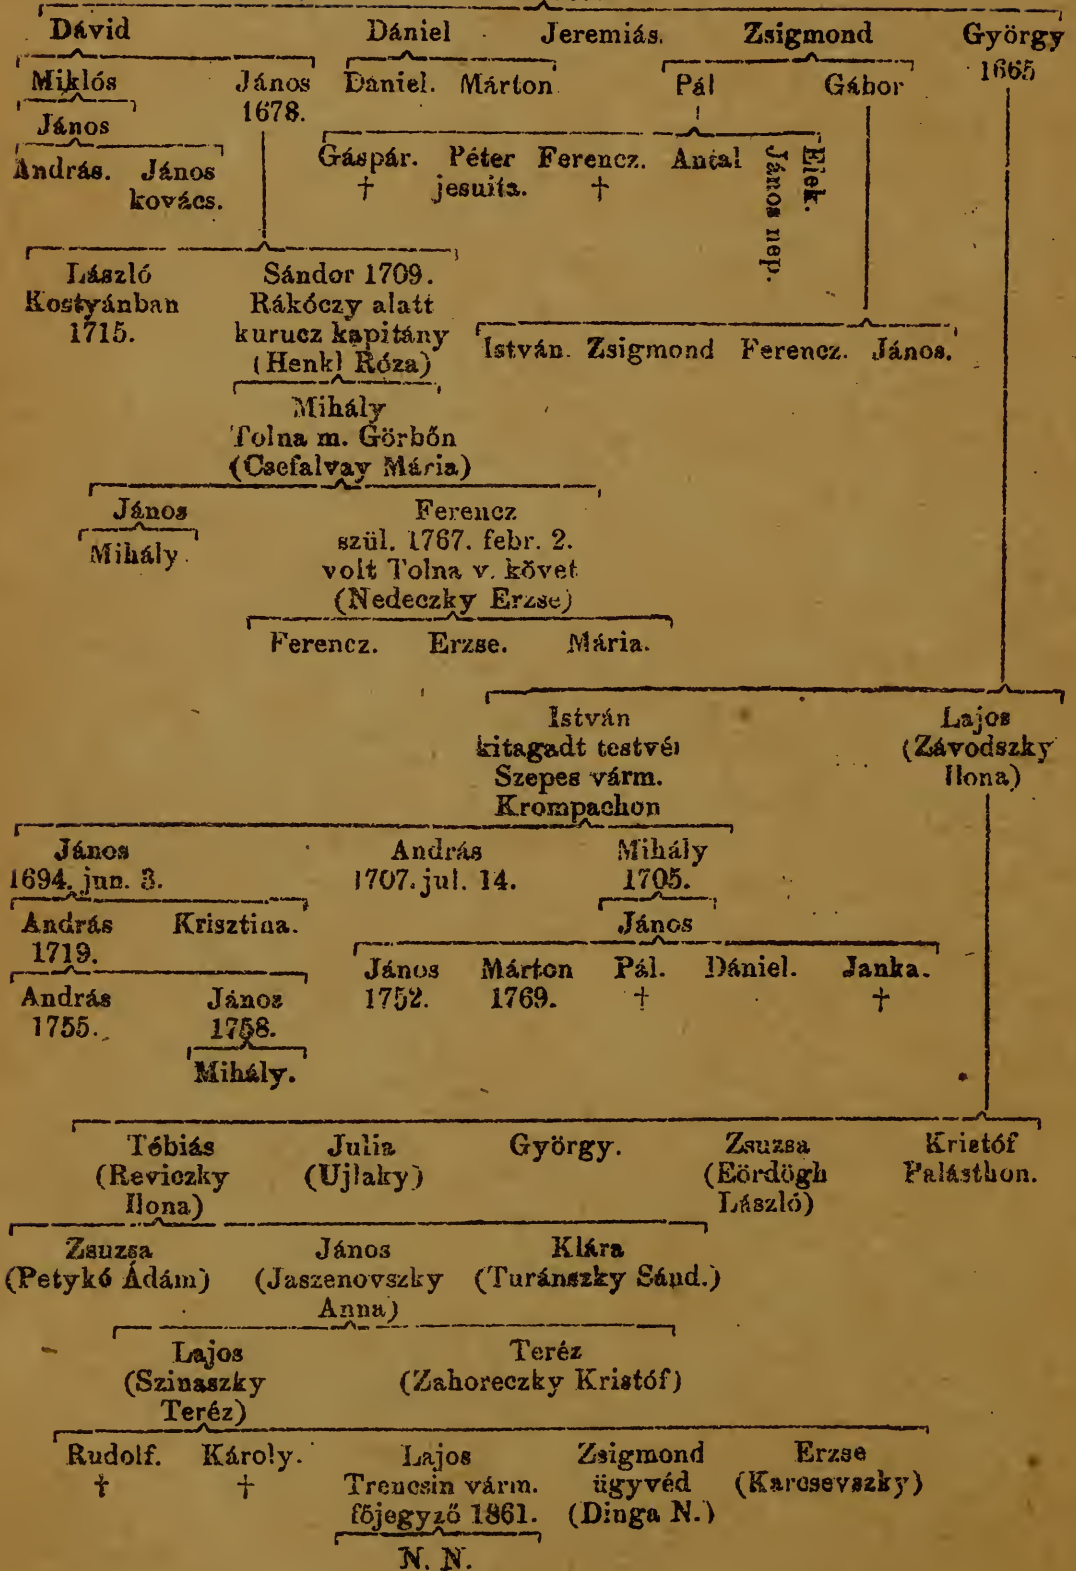 Dávid Dániel Jeremiás. Zsigmond György
1665
Miklós János Dániel. Márton Pál Gábor
1678.
János
András. János
kovács.
Gáspár. Péter Ferencz. Antal Elek.
† jesuita. † János nep.
László Sándor 1709.
Kostyánban Rákóczy alatt
1715. kurucz kapitány
(Henkl Róza)
István. Zsigmond Ferencz. János.
Mihály
Tolna m. Görbőn
(Csefalvay Mária)
János Ferencz
Mihály. szül. 1767. febr. 2.
volt Tolna v. követ
(Nedeczky Erzse)
Ferencz. Erzse. Mária.
István Lajos
kitagadt testvér (Závodszky
Szepes várm. Ilona)
Krompachon
János András Mihály
1694. jun. 3. 1707. jul. 14. 1705.
András Krisztina. János
1719.
János Márton Pál. Dániel. Janka.
1752. 1769. † †
András János
1755. 1758.
Mihály.
Tóbiás Julia György. Zsuzsa Kristóf
(Reviczky (Ujlaky) (Eördögh Palásthon.
Ilona) László)
Zsuzsa János Klára
(Petykó Ádám) (Jaszenovszky (Turánszky Sánd.)
Anna)
Lajos Teréz
(Szinaszky (Zahoreczky Kristóf)
Teréz)
Rudolf. Károly. Lajos Zsigmond Erzse
† † Trencsin várm. ügyvéd (Karcsevszky)
főjegyző 1861. (Dinga N.)
N. N.